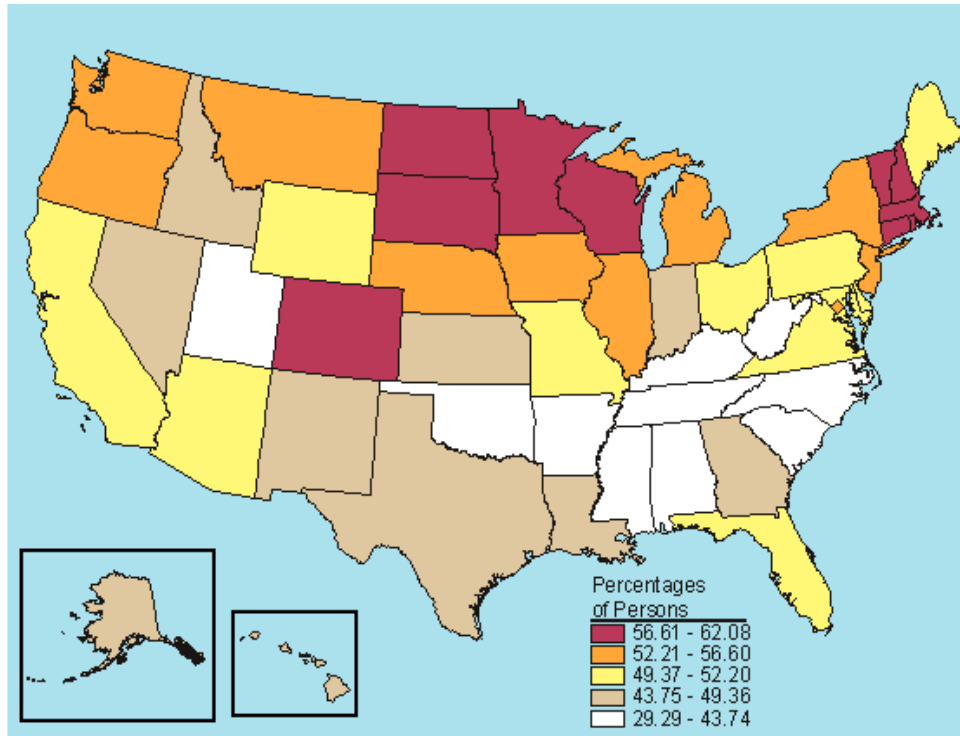 Percentages
of Persons
56.61 - 62.08
52.21 - 56.60
49.37 - 52.20
43.75 - 49.36
29.29 - 43.74